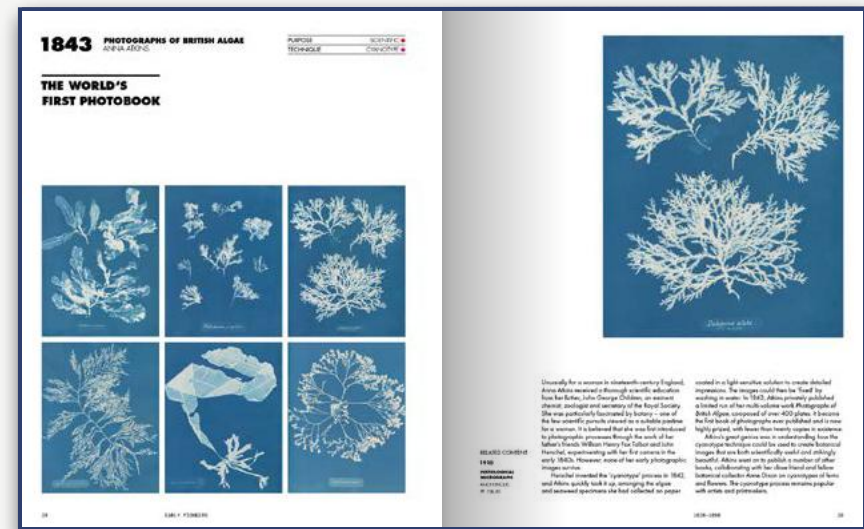 1843 PHOTOGRAPHS OF BRITISH ALGAE
ANNA ATKINS
PURPOSE SCIENTIFIC
TECHNIQUE CYANOTYPE
THE WORLD'S
FIRST PHOTOBOOK
EARLY PIONEERS
Unusually for a woman in nineteenth-century England,
Anna Atkins received a thorough scientific education
from her father, John George Children, an eminent
chemist, zoologist and secretary of the Royal Society.
She was particularly fascinated by botany – one of
the few scientific pursuits viewed as a suitable pastime
for a woman. It is believed that she was first introduced
to photographic processes through the work of her
father's friends William Henry Fox Talbot and John
Herschel, experimenting with her first camera in the
early 1840s. However, none of her early photographic
images survive.
Herschel invented the 'cyanotype' process in 1842,
and Atkins quickly took it up, arranging the algae
and seaweed specimens she had collected on paper
coated in a light-sensitive solution to create detailed
impressions. The images could then be 'fixed' by
washing in water. In 1843, Atkins privately published
a limited run of her multi-volume work Photographs of
British Algae, composed of over 400 plates. It became
the first book of photographs ever published and is now
highly prized, with fewer than twenty copies in existence.
Atkins's great genius was in understanding how the
cyanotype technique could be used to create botanical
images that are both scientifically useful and strikingly
beautiful. Atkins went on to publish a number of other
books, collaborating with her close friend and fellow
botanical collector Anne Dixon on cyanotypes of ferns
and flowers. The cyanotype process remains popular
with artists and printmakers.
RELATED CONTENT